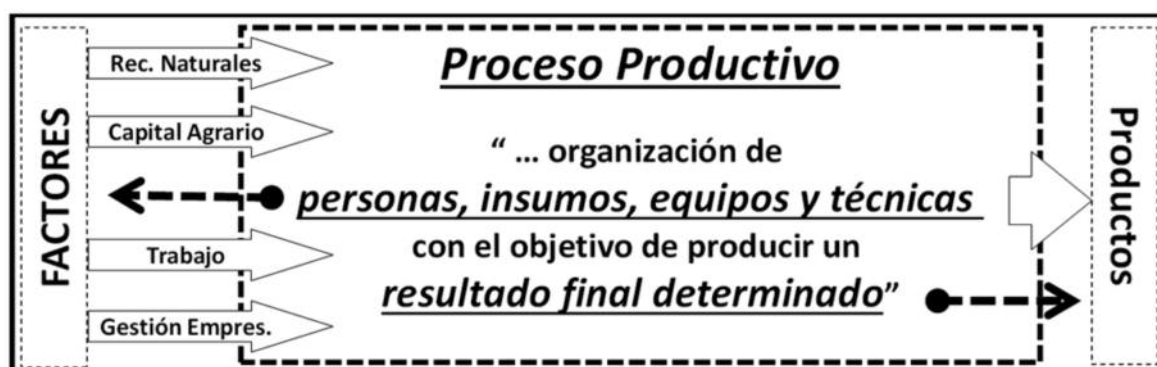 FACTORES
Rec. Naturales
Capital Agrario
Trabajo
Gestión Empres.
Proceso Productivo
“ ... organización de
personas, insumos, equipos y técnicas
con el objetivo de producir un
resultado final determinado”
Productos